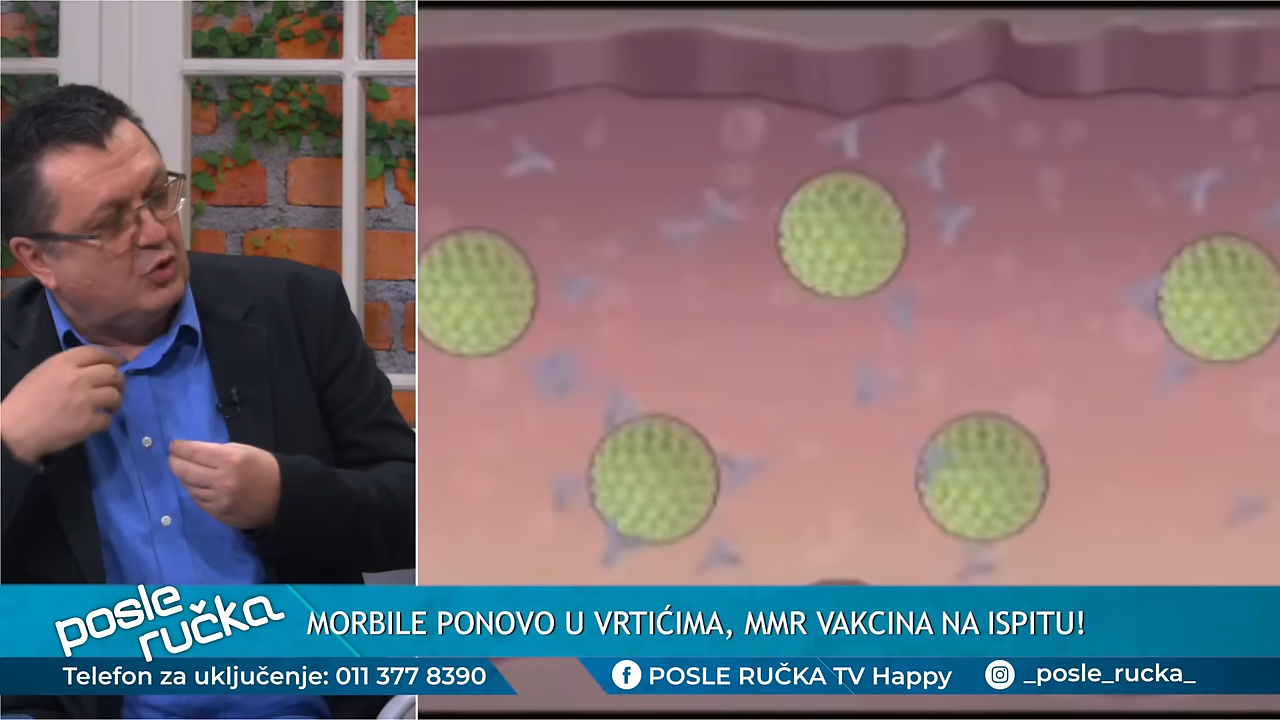 posle
ručka
MORBILE PONOVO U VRTIĆIMA, MMR VAKCINA NA ISPITU!
Telefon za uključenje: 011 377 8390
POSLE RUČKA TV Happy
_posle_rucka_